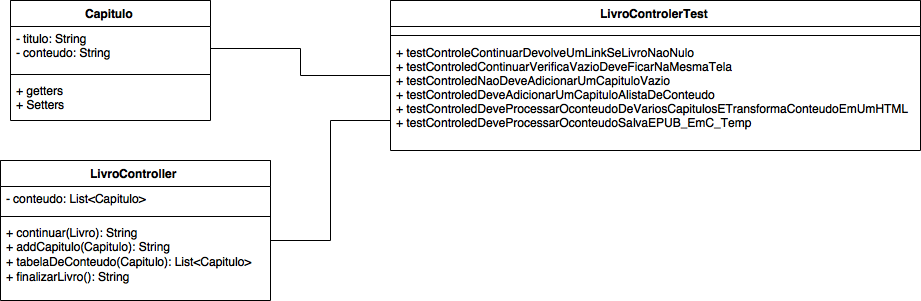 Capitulo
- titulo: String
- conteudo: String
+ getters
+ Setters
LivroControlerTest
+ testControleContinuarDevolveUmLinkSeLivroNaoNulo
+ testControledContinuarVerificaVazioDeveFicarNaMesmaTela
+ testControledNaoDeveAdicionarUmCapituloVazio
+ testControledDeveAdicionarUmCapituloAlistaDeConteudo
+ testControledDeveProcessarOconteudoDeVariosCapitulosETransformaConteudoEmUmHTML
+ testControledDeveProcessarOconteudoSalvaEPUB_EmC_Temp
LivroController
- conteudo: List<Capitulo>
+ continuar(Livro): String
+ addCapitulo(Capitulo): String
+ tabelaDeConteudo(Capitulo): List<Capitulo>
+ finalizarLivro(): String